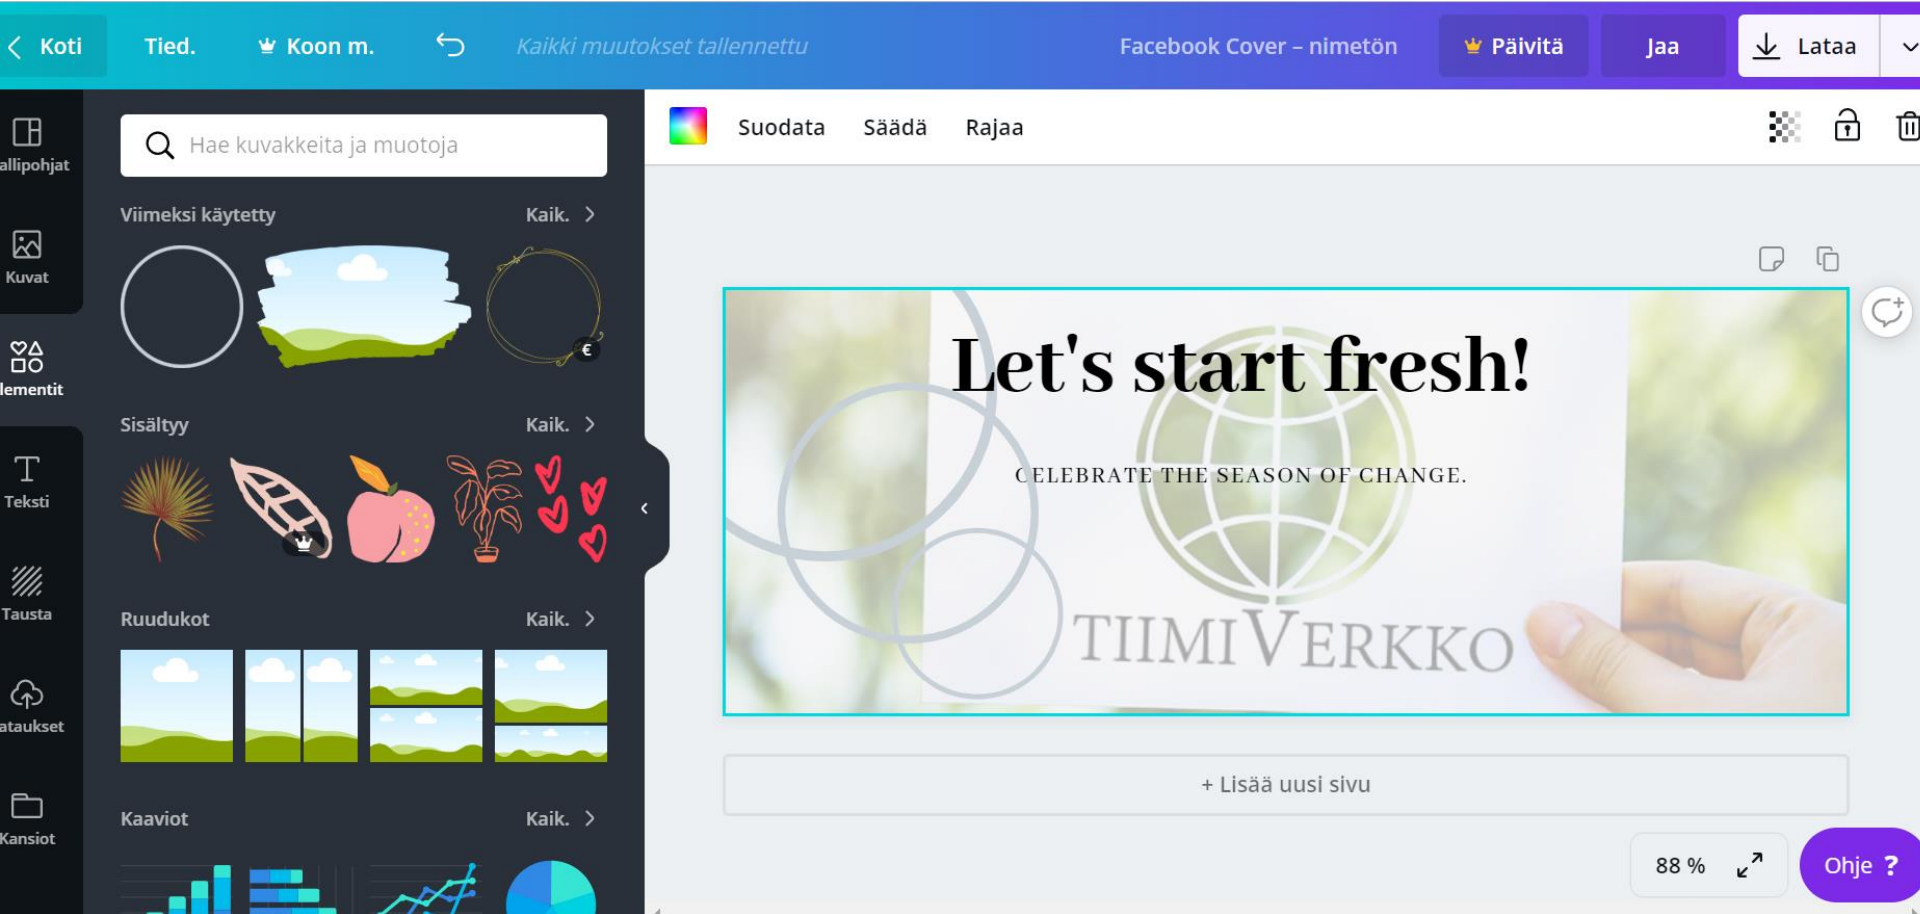 Koti
Tied.
Koon m.
Kaikki muutokset tallennettu
Facebook Cover – nimetön
Päivitä
Jaa
Lataa
allipohjat
Kuvat
lementit
Teksti
Tausta
ataukset
Kansiot
Hae kuvakkeita ja muotoja
Viimeksi käytetty
Kaik.
€
Sisältyy
Kaik.
Ruudukot
Kaik.
Kaaviot
Kaik.
Suodata
Säädä
Rajaa
Let's start fresh!
CELEBRATE THE SEASON OF CHANGE.
TIIMIVERKKO
+ Lisää uusi sivu
88 %
Ohje ?